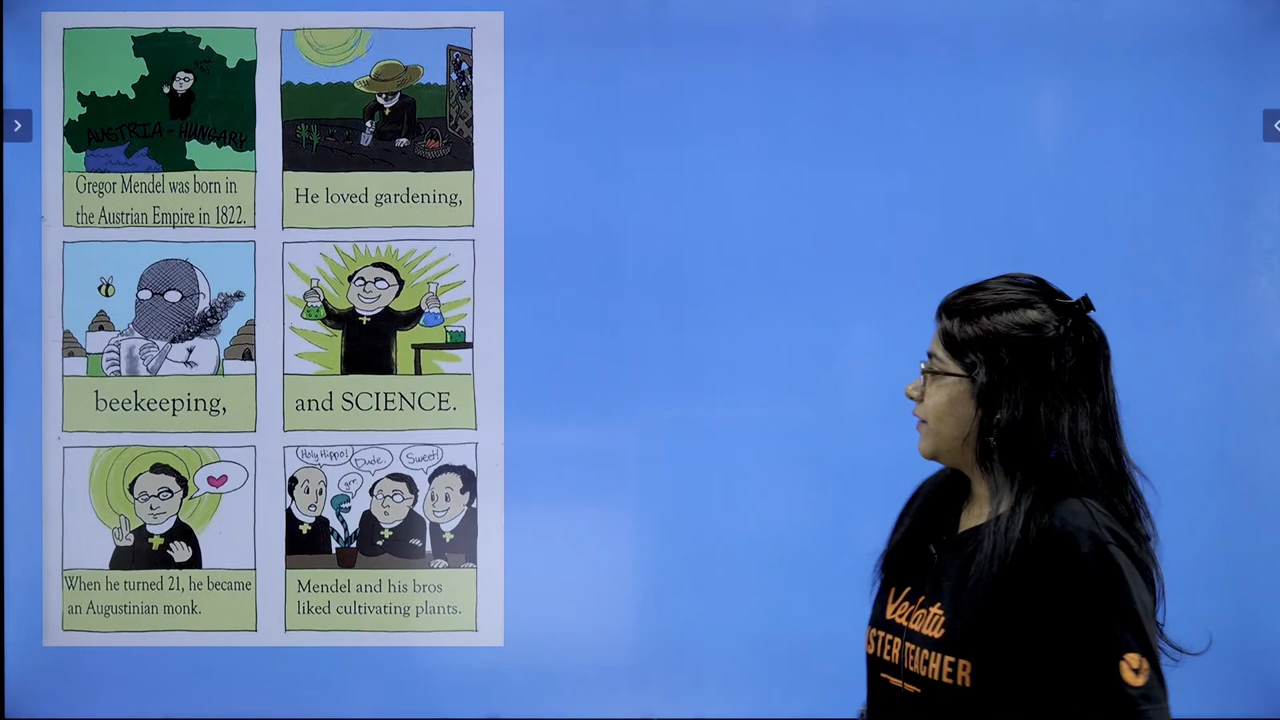 AUSTRIA-HUNGARY
Gregor Mendel was born in
the Austrian Empire in 1822.
He loved gardening,
beekeeping,
and SCIENCE.
When he turned 21, he became
an Augustinian monk.
Holy Hippo!
Dude.
Sweet!
grr
Mendel and his bros
liked cultivating plants.
Vedantu
TEACHER